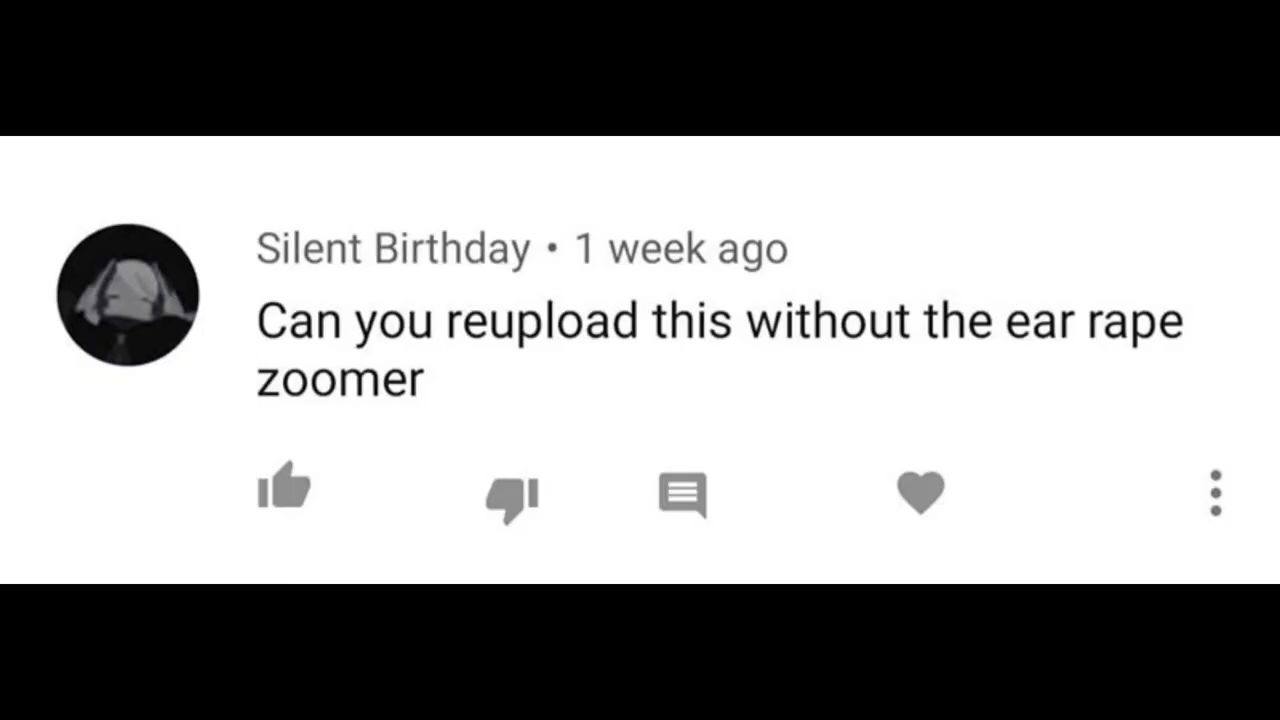 Silent Birthday • 1 week ago
Can you reupload this without the ear rape
zoomer